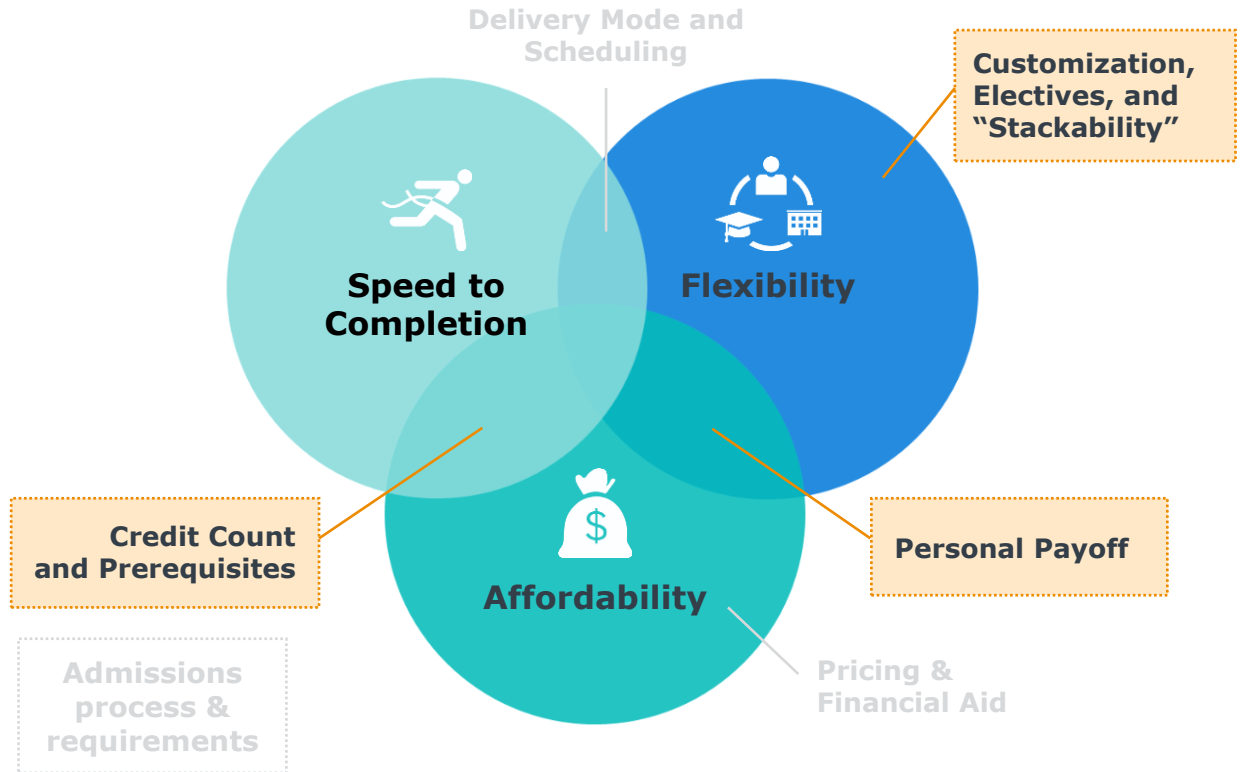 Delivery Mode and
Scheduling
Customization,
Electives, and
“Stackability”
Speed to
Completion
Flexibility
Credit Count
and Prerequisites
$
Personal Payoff
Affordability
Admissions
process &
requirements
Pricing &
Financial Aid